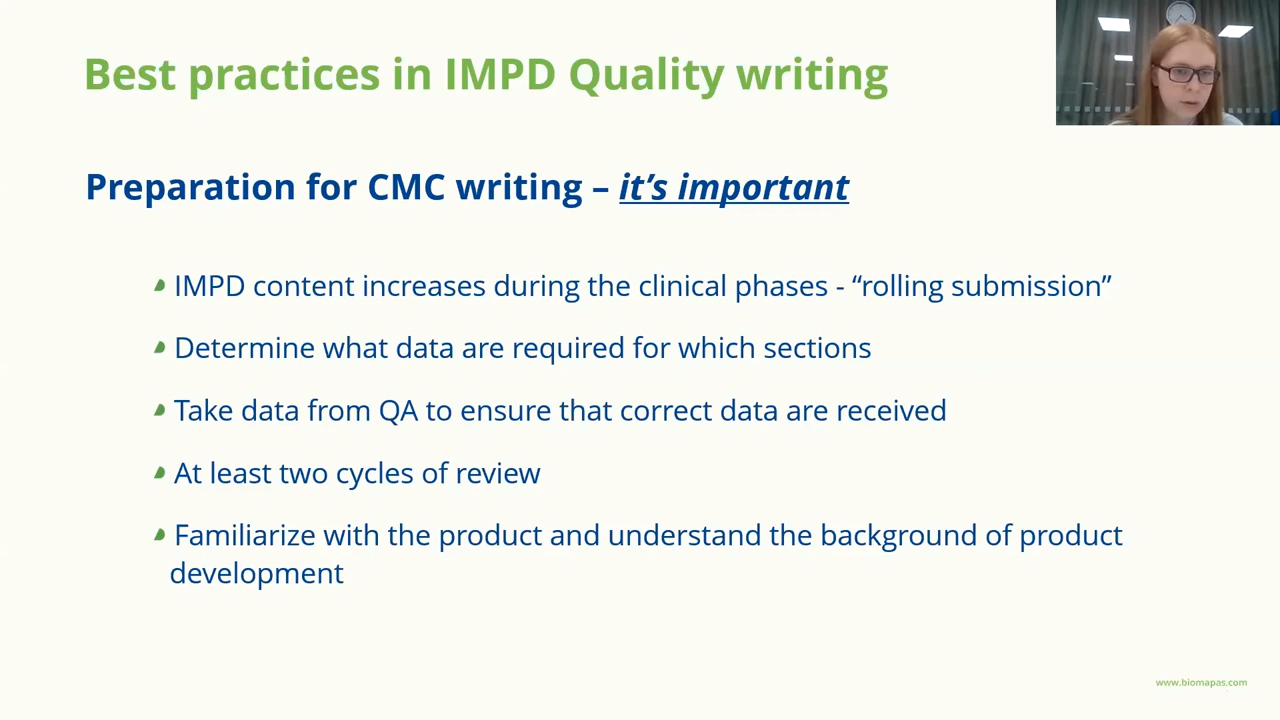 Best practices in IMPD Quality writing
Preparation for CMC writing – it’s important
IMPD content increases during the clinical phases - “rolling submission”
Determine what data are required for which sections
Take data from QA to ensure that correct data are received
At least two cycles of review
Familiarize with the product and understand the background of product
development
www.biomapas.com